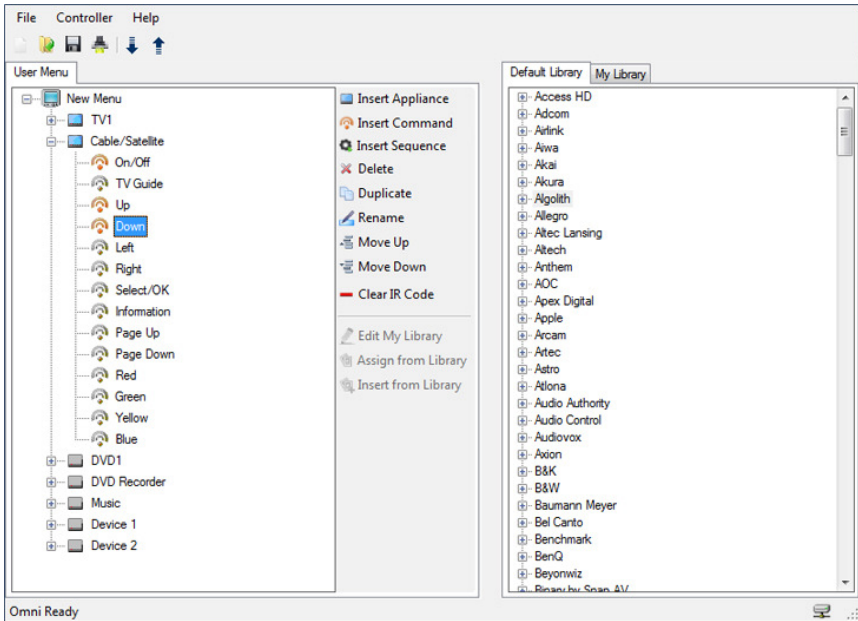 File Controller Help
User Menu
New Menu
TV1
Cable/Satellite
On/Off
TV Guide
Up
Down
Left
Right
Select/OK
Information
Page Up
Page Down
Red
Green
Yellow
Blue
DVD1
DVD Recorder
Music
Device 1
Device 2
Insert Appliance
Insert Command
Insert Sequence
Delete
Duplicate
Rename
Move Up
Move Down
Clear IR Code
Edit My Library
Assign from Library
Insert from Library
Default Library My Library
Access HD
Adcom
Airlink
Aiwa
Akai
Akura
Algolith
Allegro
Altec Lansing
Altech
Anthem
AOC
Apex Digital
Apple
Arcam
Artec
Astro
Atlona
Audio Authority
Audio Control
Audiovox
Axion
B&K
B&W
Baumann Meyer
Bel Canto
Benchmark
BenQ
Beyonwiz
Binary by Snap AV
Omni Ready